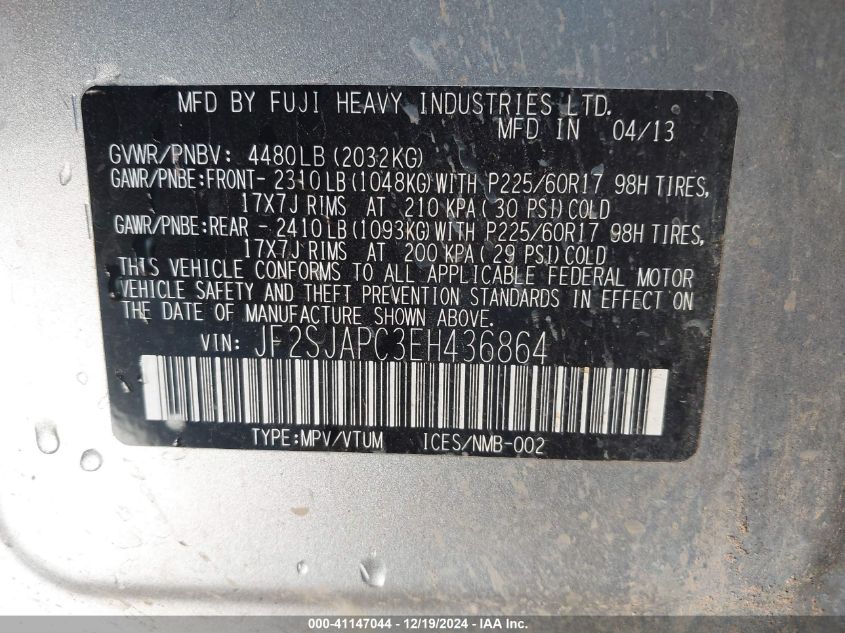 MFD BY FUJI HEAVY INDUSTRIES LTD.
MFD IN 04/13
GVWR/PNBV: 4480LB(2032KG)
GAWR/PNBE:FRONT- 2310LB(1048KG)WITH P225/60R17 98H TIRES,
17X7J RIMS AT 210 KPA(30 PSI)COLD
GAWR/PNBE:REAR - 2410LB(1093KG)WITH P225/60R17 98H TIRES,
17X7J RIMS AT 200 KPA(29 PSI)COLD
THIS VEHICLE CONFORMS TO ALL APPLICABLE FEDERAL MOTOR
VEHICLE SAFETY AND THEFT PREVENTION STANDARDS IN EFFECT ON
THE DATE OF MANUFACTURE SHOWN ABOVE.
VIN: JF2SJAPC3EH436864
TYPE:MPV/VTUM ICES/NMB-002
000-41147044 - 12/19/2024 - IAA Inc.